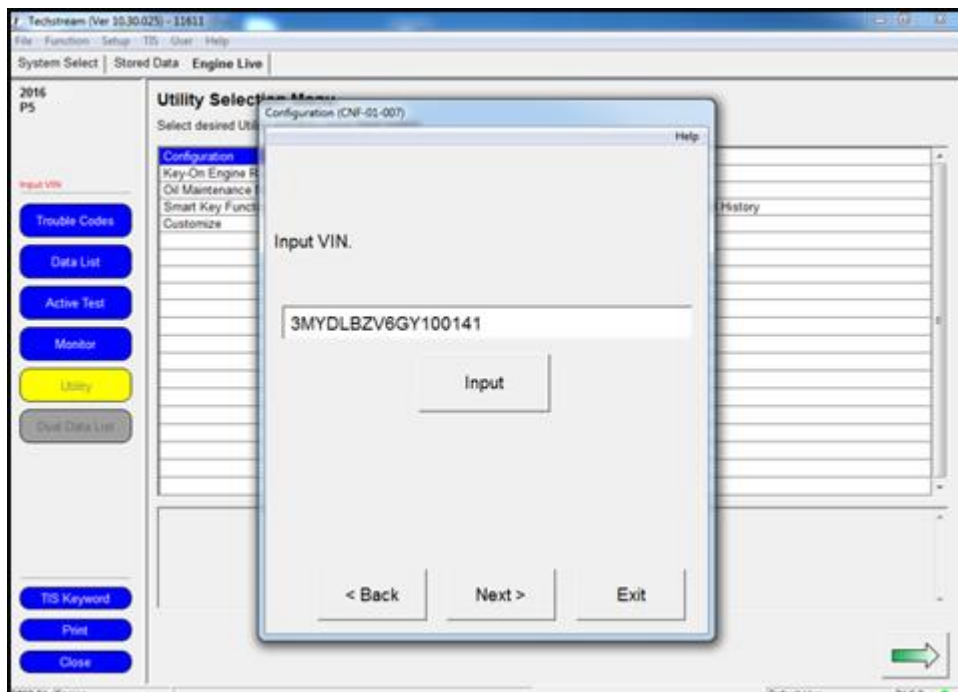 Techstream (Ver 10.30.025) - 11611
File Function Setup TIS User Help
System Select Stored Data Engine Live
2016
P5
Utility Selection Menu
Select desired
Configuration (CNF-01-007)
Help
Configuration
Key-On Engine
Oil Maintenance
Smart Key
History
Customize
Input VIN
Trouble Codes
Data List
Active Test
Monitor
Utility
Dual Data List
Input VIN.
3MYDLBZV6GY100141
Input
< Back Next > Exit
TIS Keyword
Print
Close